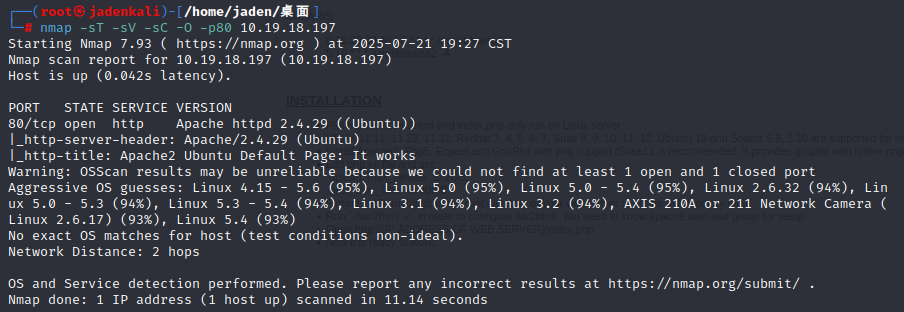 ┌──(root㉿jadenkali)-[/home/jaden/桌面]
└─# nmap -sT -sV -sC -O -p80 10.19.18.197
Starting Nmap 7.93 ( https://nmap.org ) at 2025-07-21 19:27 CST
Nmap scan report for 10.19.18.197 (10.19.18.197)
Host is up (0.042s latency).
INSTALLATION
PORT   STATE SERVICE VERSION
80/tcp open  http    Apache httpd 2.4.29 ((Ubuntu))
|_http-server-header: Apache/2.4.29 (Ubuntu)
|_http-title: Apache2 Ubuntu Default Page: It works
Warning: OSScan results may be unreliable because we could not find at least 1 open and 1 closed port
Aggressive OS guesses: Linux 4.15 - 5.6 (95%), Linux 5.0 (95%), Linux 5.0 - 5.4 (95%), Linux 2.6.32 (94%), Lin
ux 5.0 - 5.3 (94%), Linux 5.3 - 5.4 (94%), Linux 3.1 (94%), Linux 3.2 (94%), AXIS 210A or 211 Network Camera (
Linux 2.6.17) (93%), Linux 5.4 (93%)
No exact OS matches for host (test conditions non-ideal).
Network Distance: 2 hops
OS and Service detection performed. Please report any incorrect results at https://nmap.org/submit/ .
Nmap done: 1 IP address (1 host up) scanned in 11.14 seconds